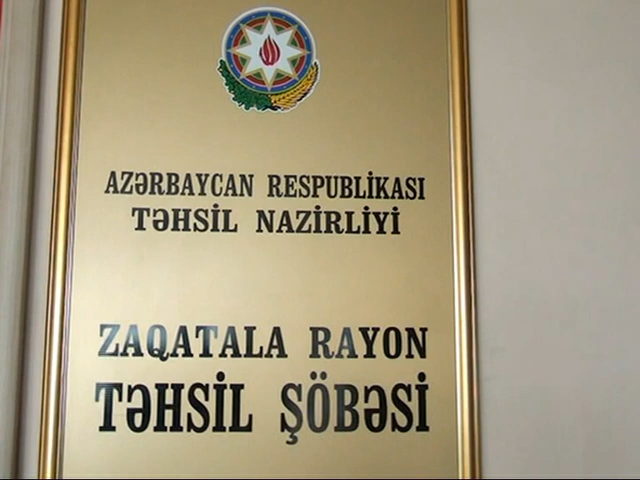 AZƏRBAYCAN RESPUBLİKASI
TƏHSİL NAZİRLİYİ
ZAQATALA RAYON
TƏHSİL ŞÖBƏSİ